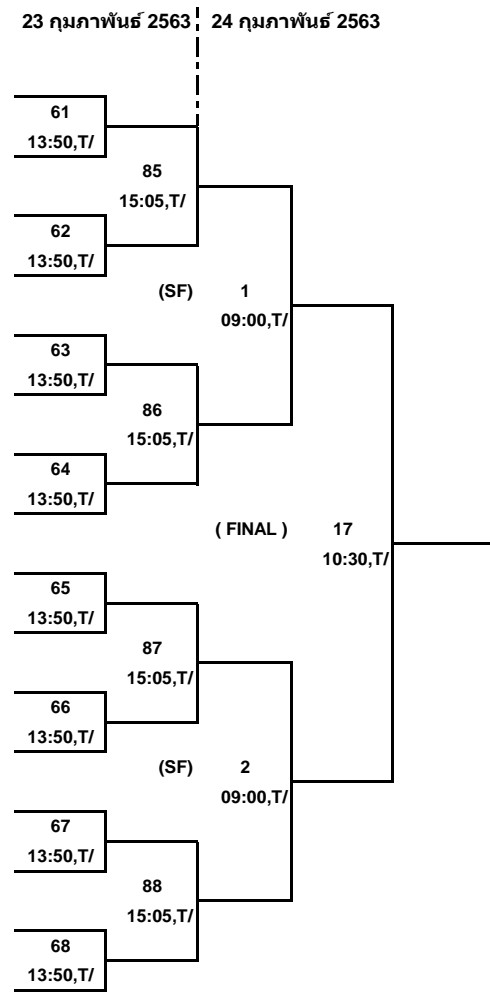 23 กุมภาพันธ์ 2563 24 กุมภาพันธ์ 2563
61
13:50,T/
85
15:05,T/
62
13:50,T/
(SF) 1
09:00,T/
63
13:50,T/
86
15:05,T/
64
13:50,T/
( FINAL ) 17
10:30,T/
65
13:50,T/
87
15:05,T/
66
13:50,T/
(SF) 2
09:00,T/
67
13:50,T/
88
15:05,T/
68
13:50,T/